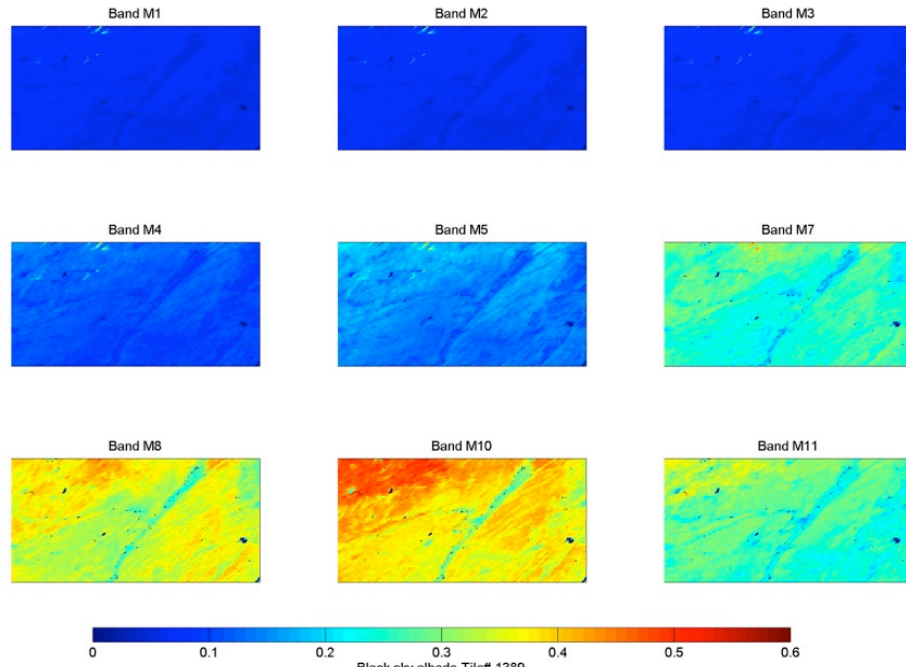 Band M1
Band M2
Band M3
Band M4
Band M5
Band M7
Band M8
Band M10
Band M11
0 0.1 0.2 0.3 0.4 0.5 0.6
Black sky albedo Tile# 1389